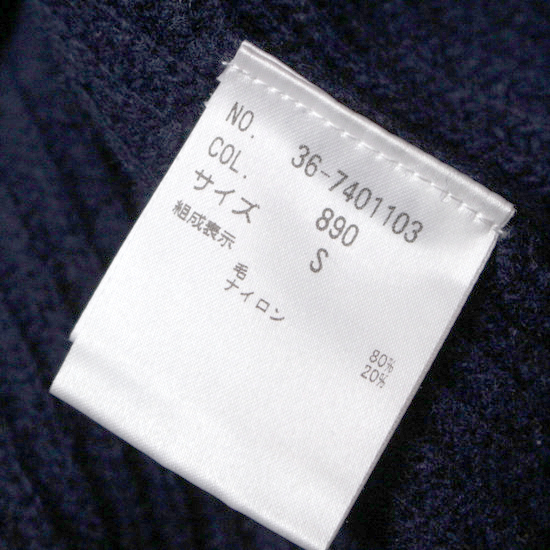 NO. 36-7401103
COL. 890
サイズ S
組成表示
毛 80%
ナイロン 20%